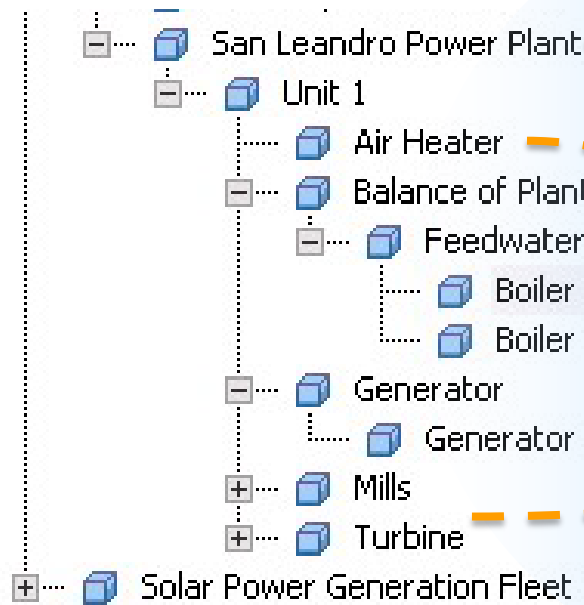 San Leandro Power Plant
Unit 1
Air Heater
Balance of Plant
Feedwater
Boiler
Boiler
Generator
Generator
Mills
Turbine
Solar Power Generation Fleet